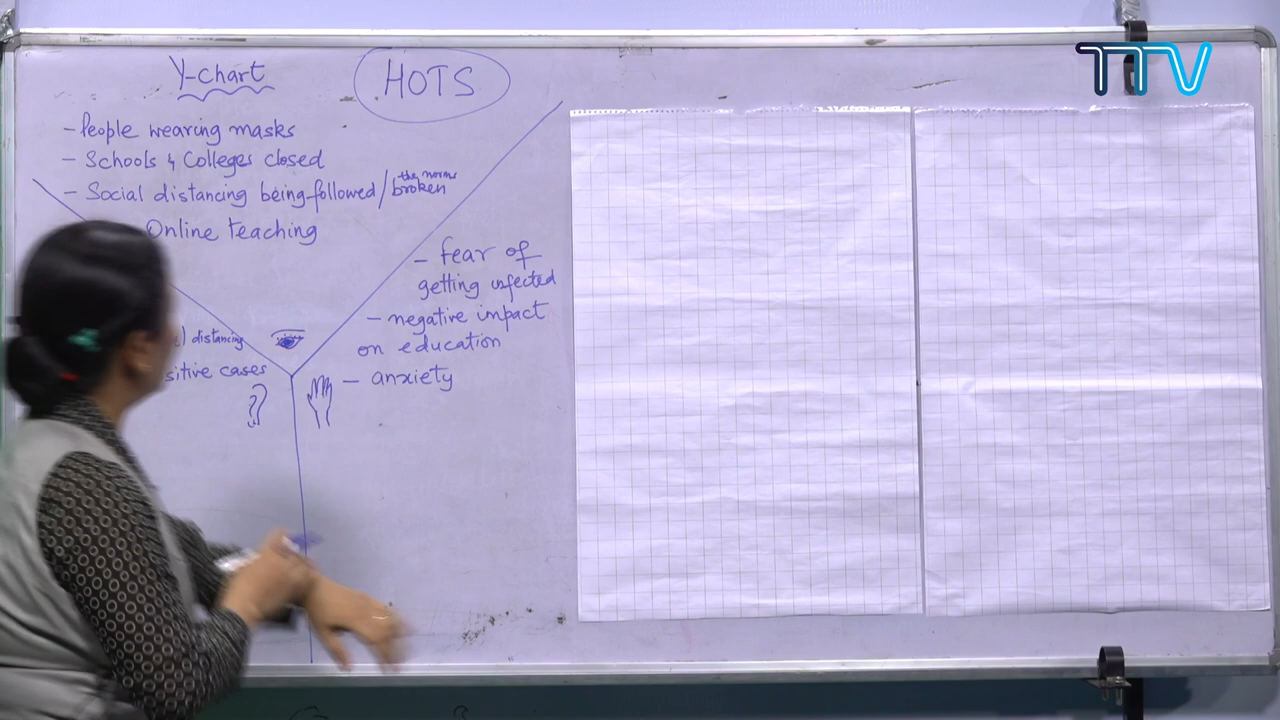 Y-chart
HOTS
TTV
- People wearing masks
- Schools & Colleges closed
- Social distancing being followed / the norms broken
Online teaching
- fear of
getting infected
- negative impact
on education
- anxiety
distancing
sitive cases